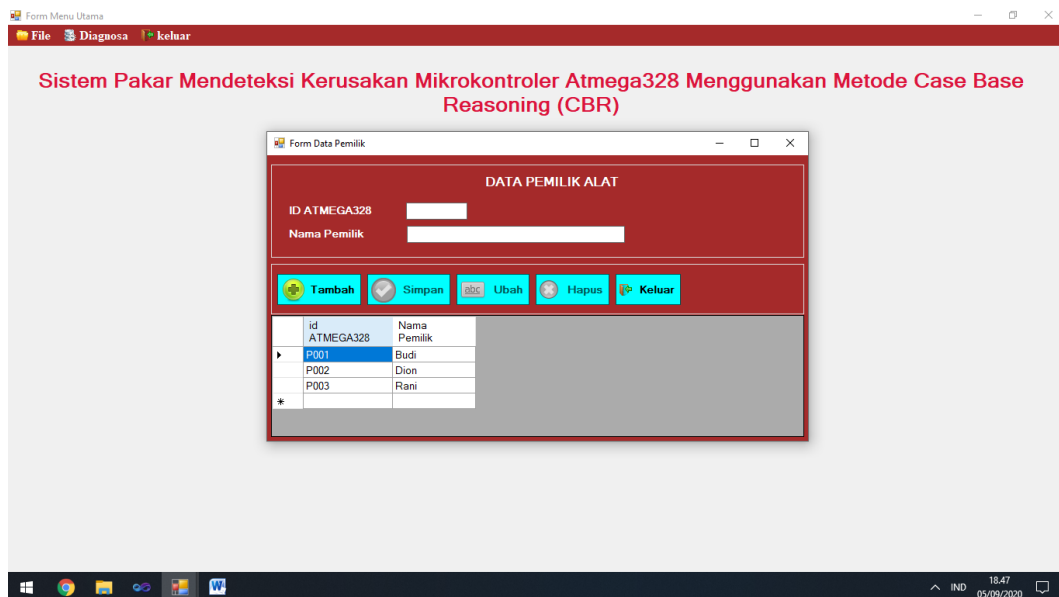 Form Menu Utama
File Diagnosa keluar
Sistem Pakar Mendeteksi Kerusakan Mikrokontroler Atmega328 Menggunakan Metode Case Base
Reasoning (CBR)
Form Data Pemilik
DATA PEMILIK ALAT
ID ATMEGA328
Nama Pemilik
Tambah Simpan abc Ubah Hapus Keluar
id Nama
ATMEGA328 Pemilik
P001 Budi
P002 Dion
P003 Rani
W IND 18.47
05/09/2020